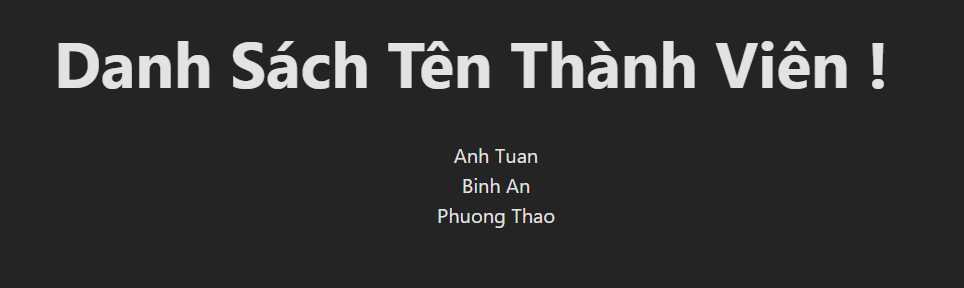 Danh Sách Tên Thành Viên !
Anh Tuan
Binh An
Phuong Thao